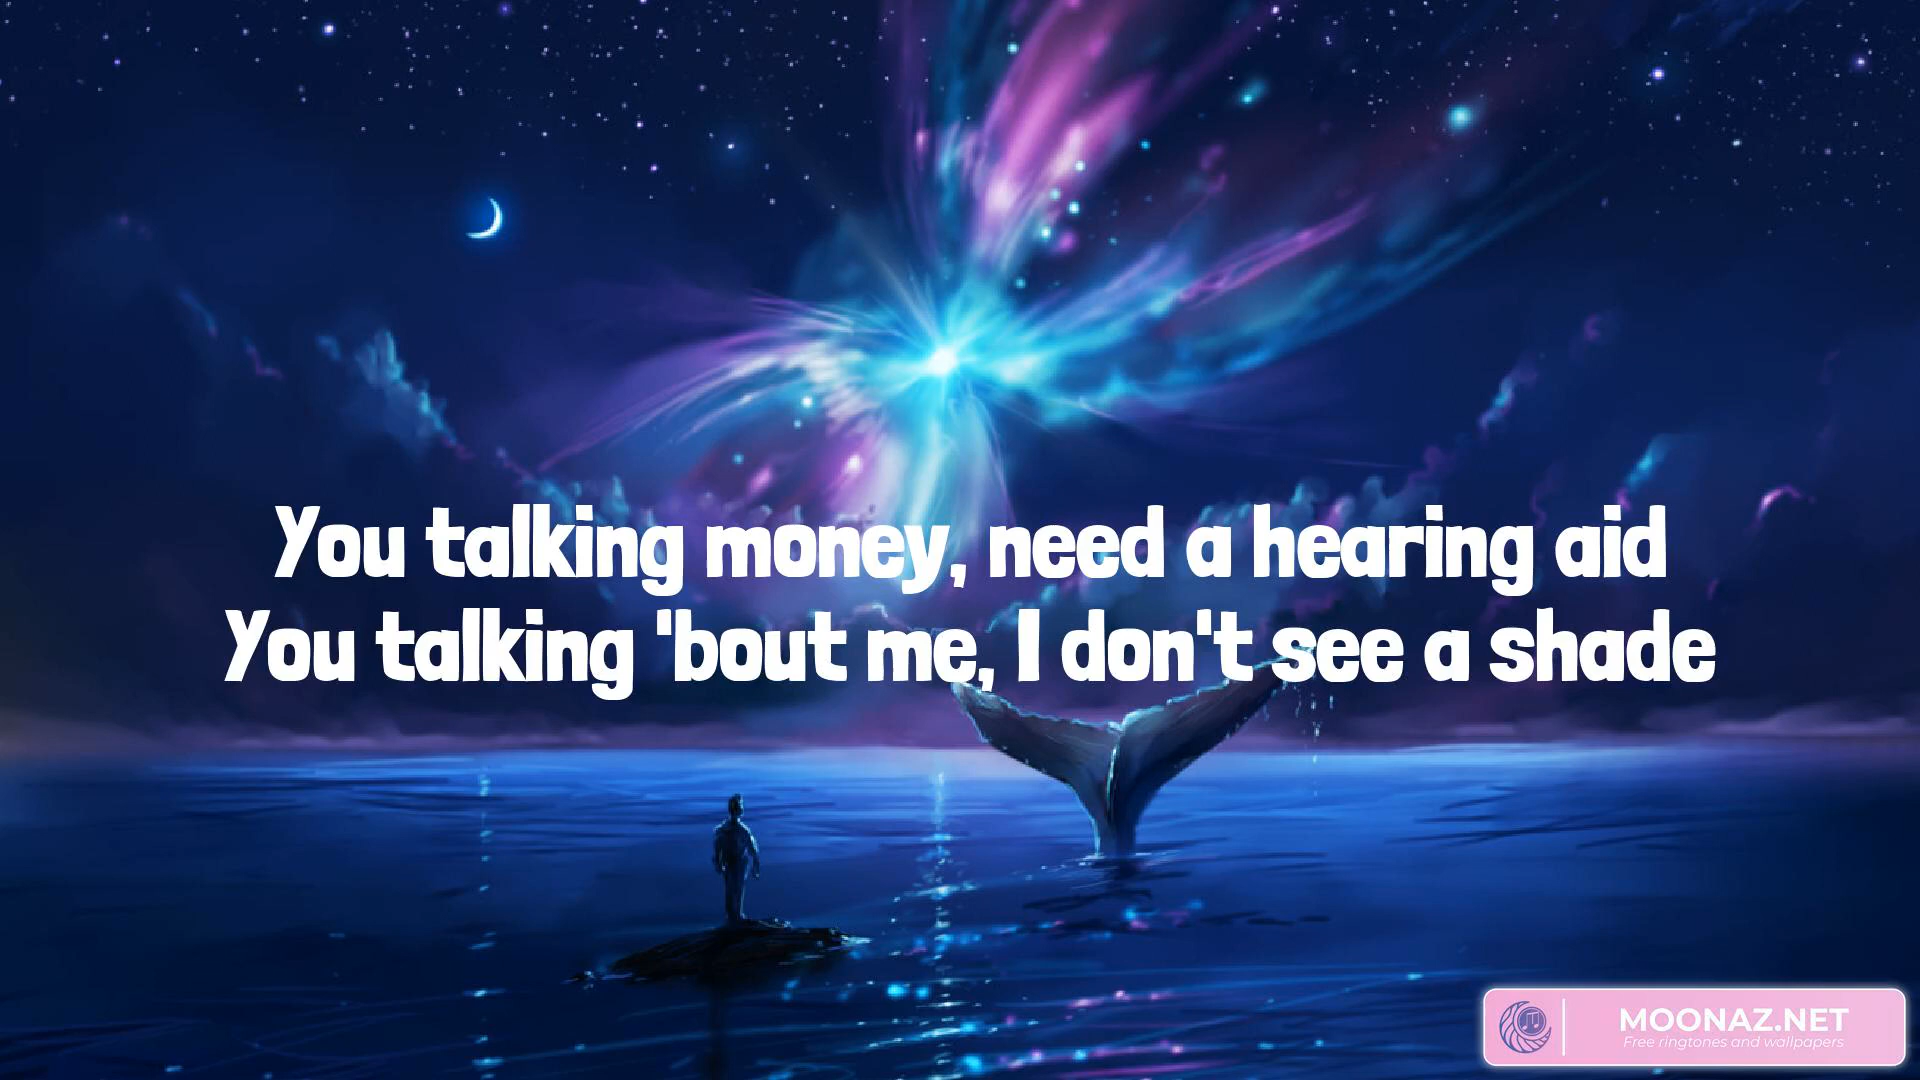 You talking money, need a hearing aid
You talking 'bout me, I don't see a shade
MOONAZ.NET
Free ringtones and wallpapers